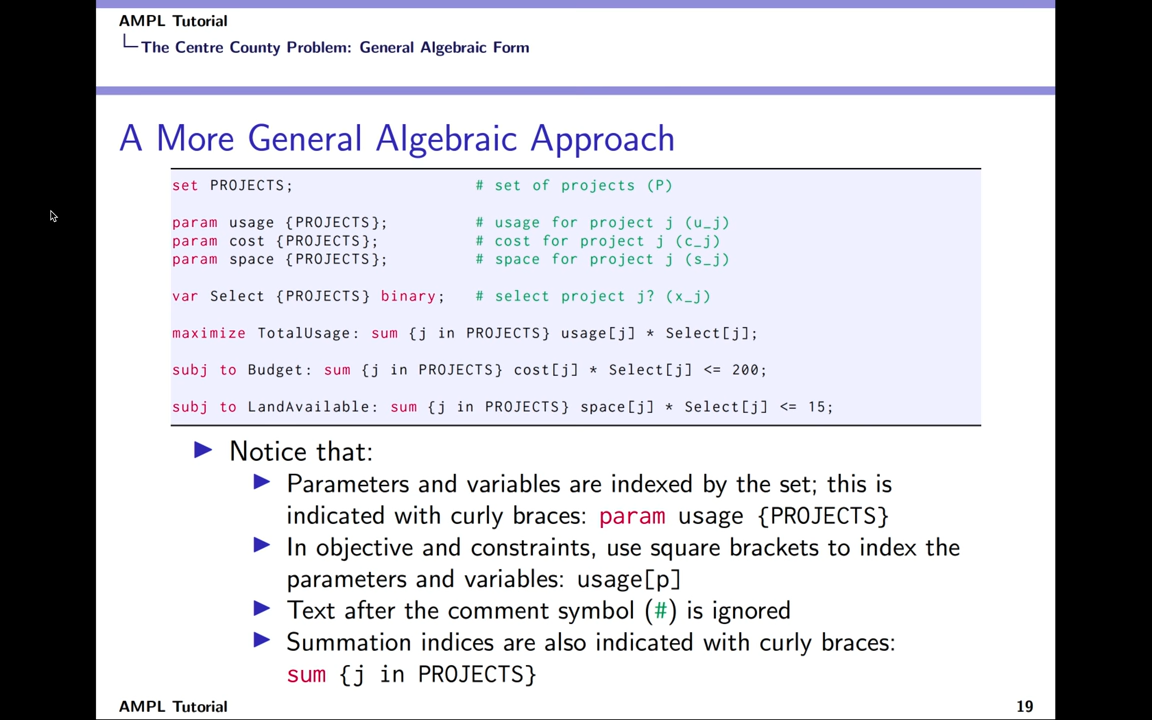 AMPL Tutorial
The Centre County Problem: General Algebraic Form
A More General Algebraic Approach
set PROJECTS; # set of projects (P)
param usage {PROJECTS}; # usage for project j (u_j)
param cost {PROJECTS}; # cost for project j (c_j)
param space {PROJECTS}; # space for project j (s_j)
var Select {PROJECTS} binary; # select project j? (x_j)
maximize TotalUsage: sum {j in PROJECTS} usage[j] * Select[j];
subj to Budget: sum {j in PROJECTS} cost[j] * Select[j] <= 200;
subj to LandAvailable: sum {j in PROJECTS} space[j] * Select[j] <= 15;
Notice that:
Parameters and variables are indexed by the set; this is
indicated with curly braces: param usage {PROJECTS}
In objective and constraints, use square brackets to index the
parameters and variables: usage[p]
Text after the comment symbol (#) is ignored
Summation indices are also indicated with curly braces:
sum {j in PROJECTS}
AMPL Tutorial 19